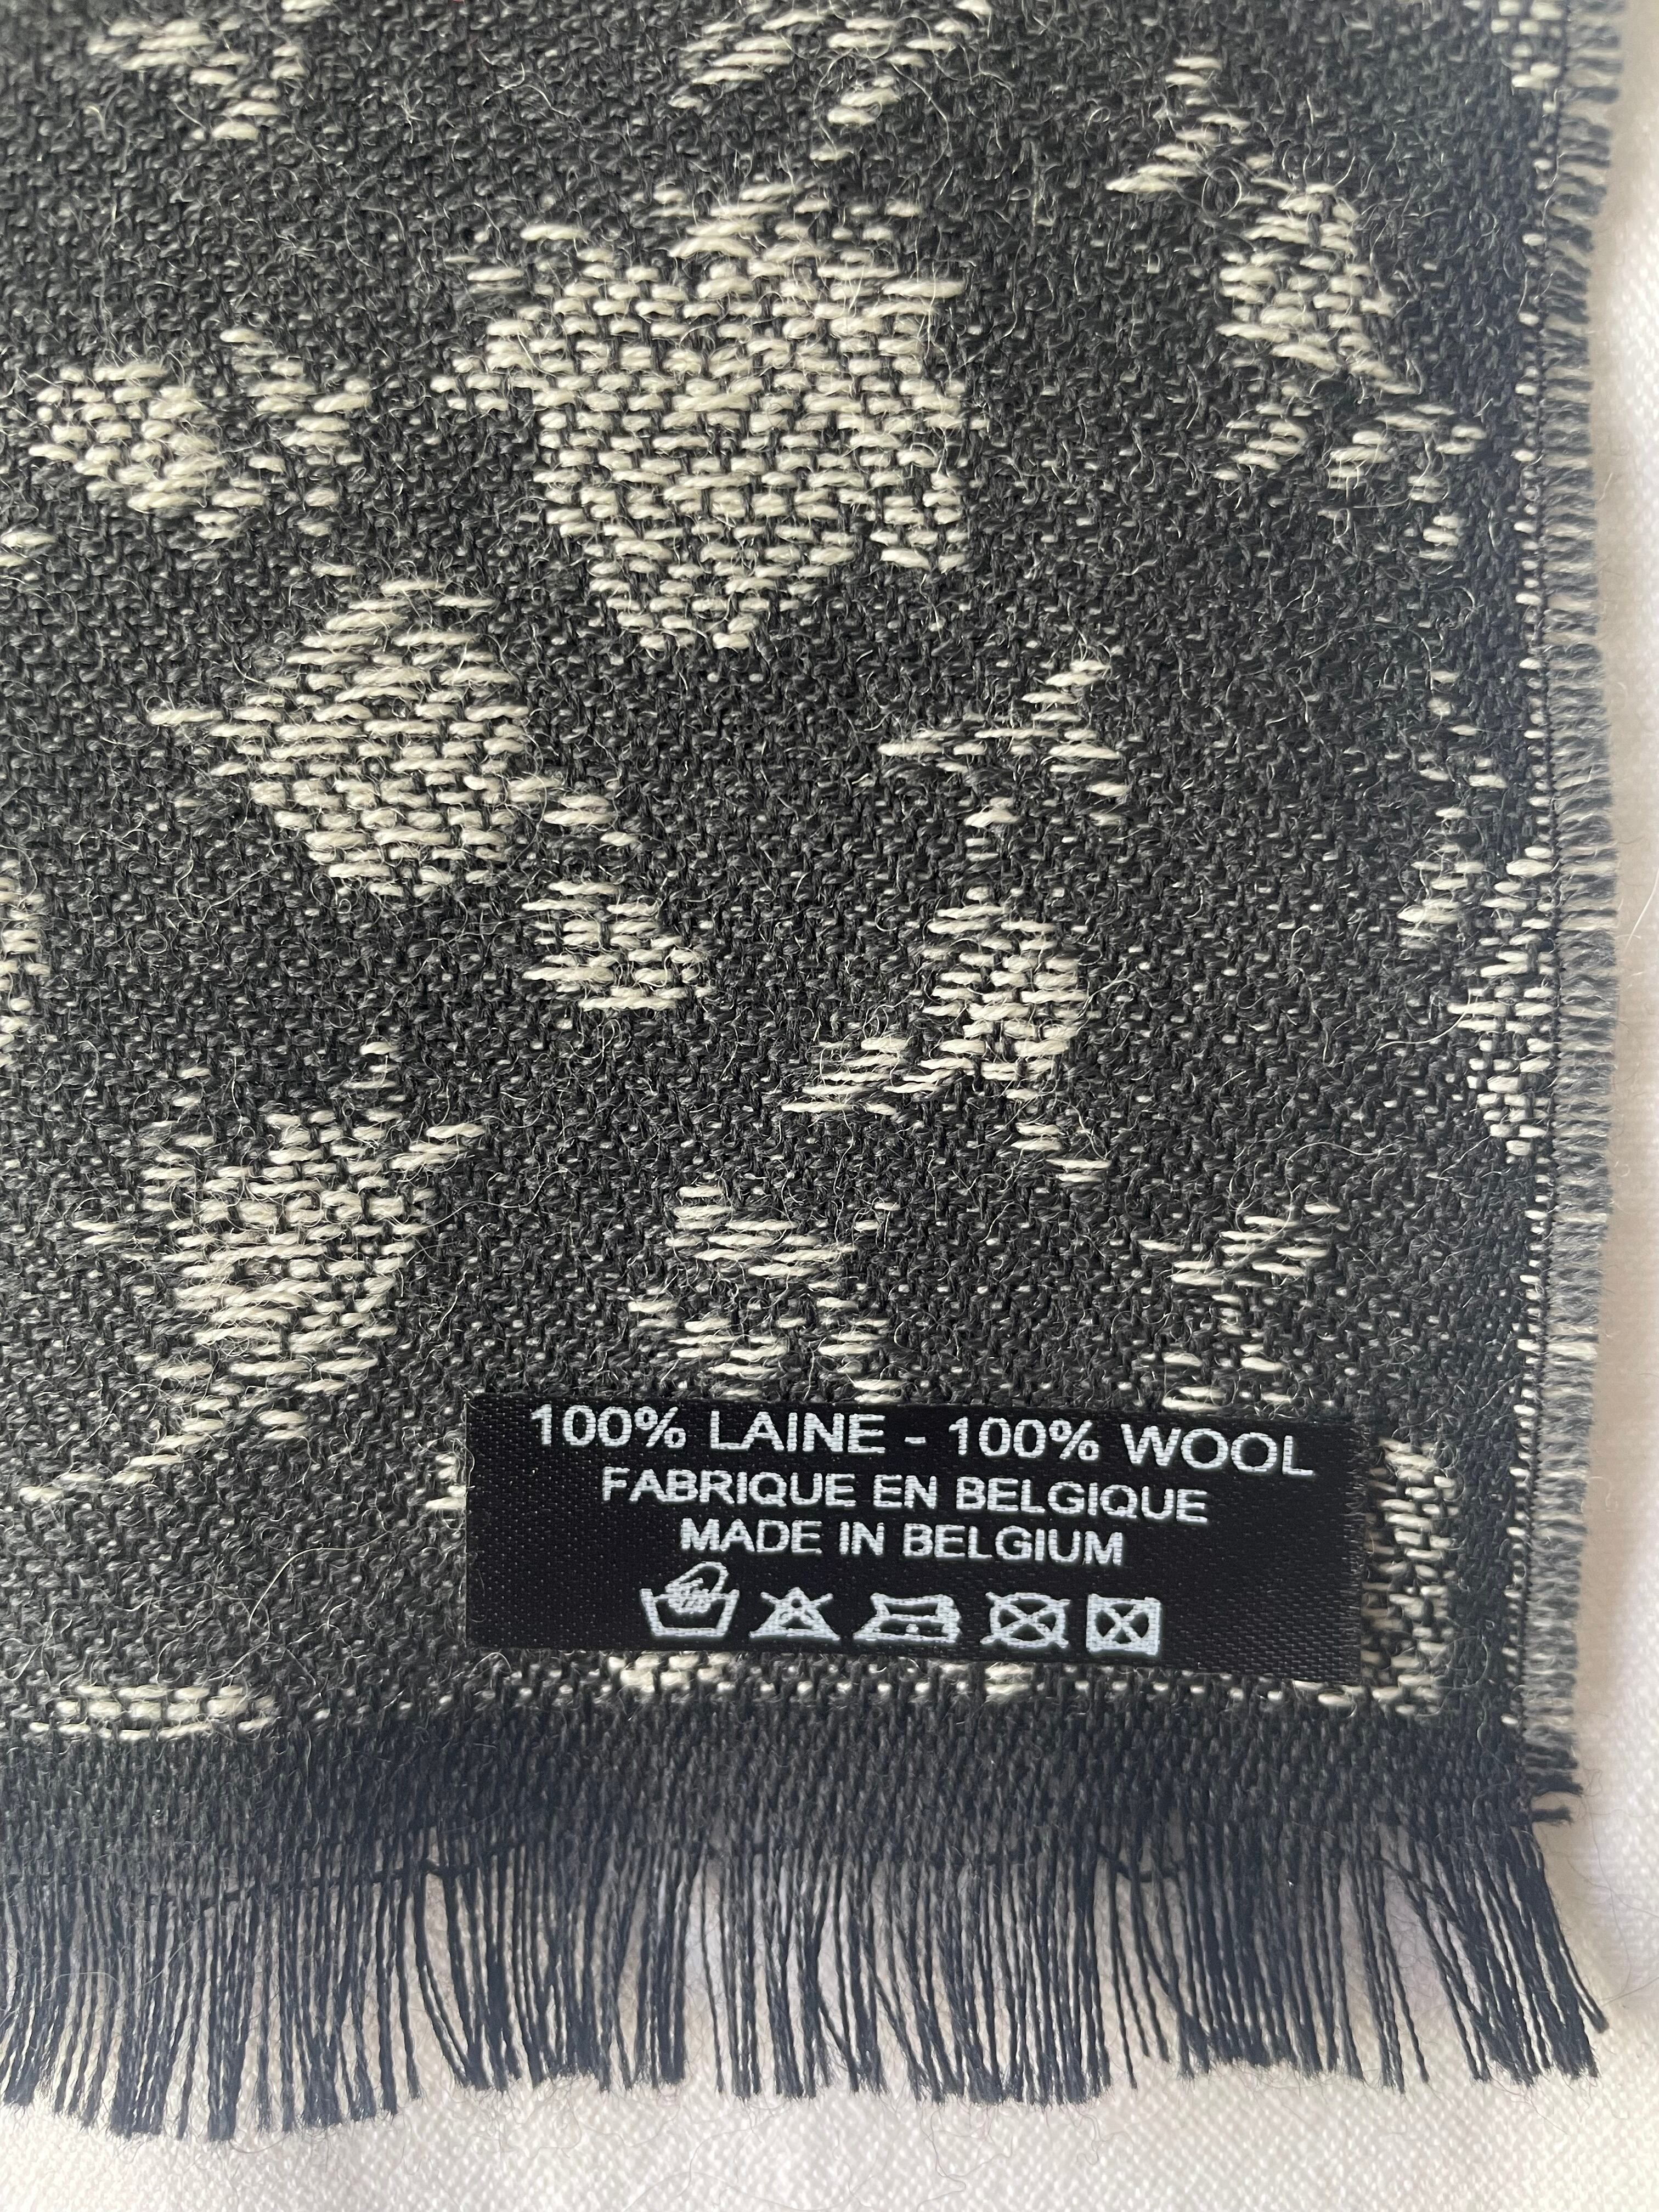 100% LAINE - 100% WOOL
FABRIQUE EN BELGIQUE
MADE IN BELGIUM